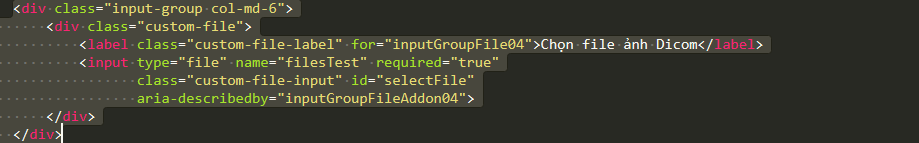 <div class="input-group col-md-6">
<div class="custom-file">
<label class="custom-file-label" for="inputGroupFile04">Chọn file ảnh Dicom</label>
<input type="file" name="filesTest" required="true"
class="custom-file-input" id="selectFile"
aria-describedby="inputGroupFileAddon04">
</div>
</div>